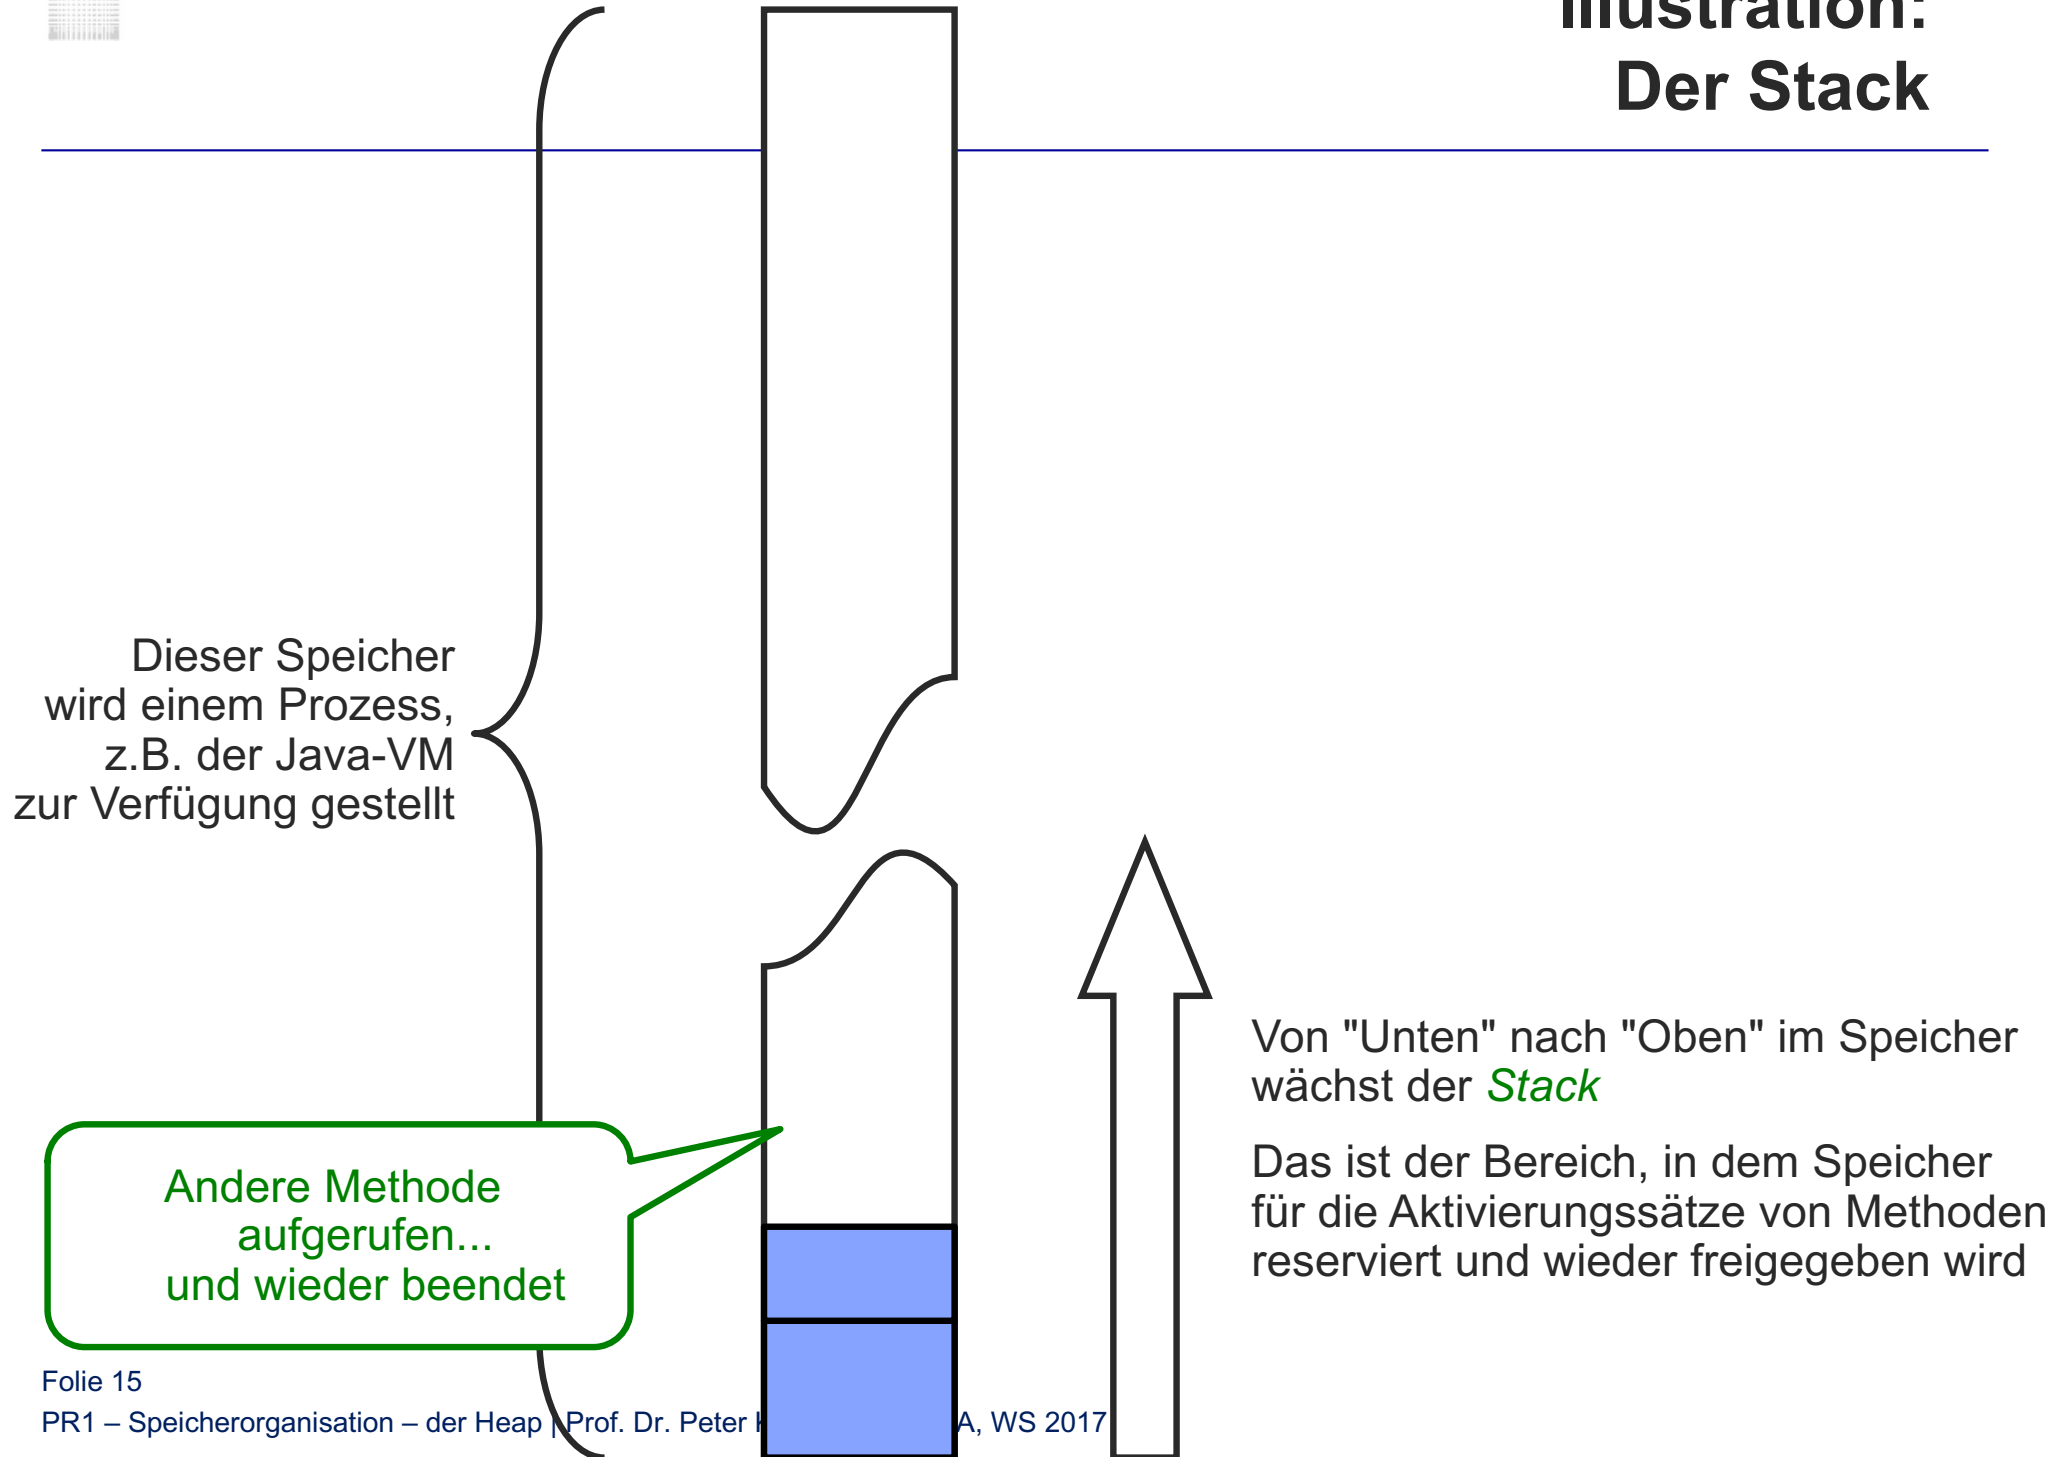 Illustration:
Der Stack
Dieser Speicher
wird einem Prozess,
z.B. der Java-VM
zur Verfügung gestellt
Von "Unten" nach "Oben" im Speicher
wächst der Stack
Das ist der Bereich, in dem Speicher
für die Aktivierungssätze von Methoden
reserviert und wieder freigegeben wird
Andere Methode
aufgerufen...
und wieder beendet
Folie 15
PR1 – Speicherorganisation – der Heap | Prof. Dr. Peter A, WS 2017